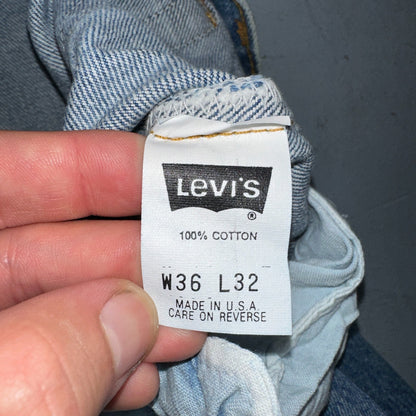 LEVI'S
®
100% COTTON
W36 L32
MADE IN U.S.A
CARE ON REVERSE